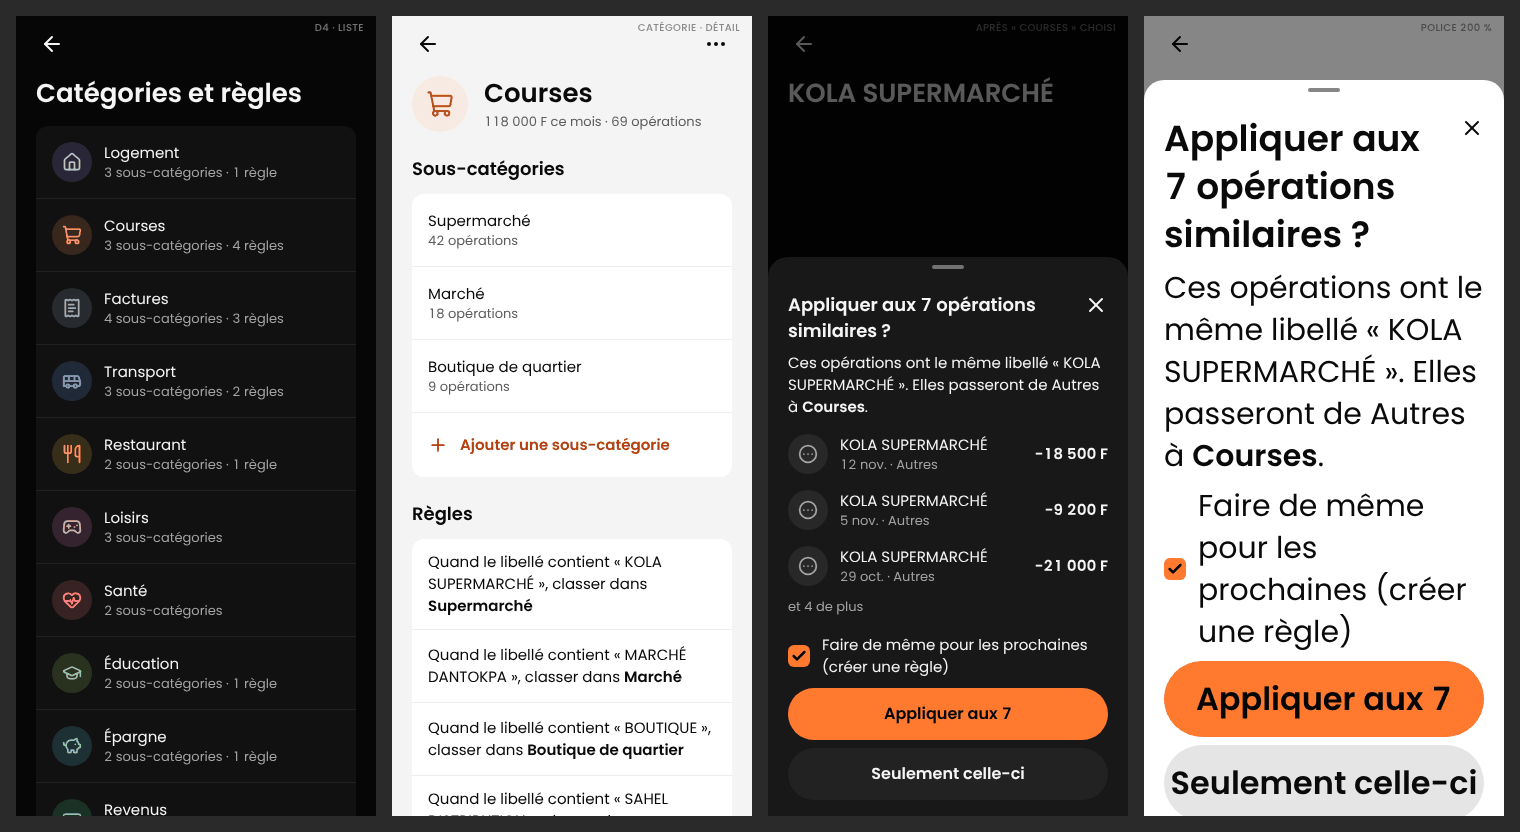 D4 · LISTE
Catégories et règles
Logement
3 sous-catégories · 1 règle
Courses
3 sous-catégories · 4 règles
Factures
4 sous-catégories · 3 règles
Transport
3 sous-catégories · 2 règles
Restaurant
2 sous-catégories · 1 règle
Loisirs
3 sous-catégories
Santé
2 sous-catégories
Éducation
2 sous-catégories · 1 règle
Épargne
2 sous-catégories · 1 règle
Revenus
CATÉGORIE · DÉTAIL
Courses
118 000 F ce mois · 69 opérations
Sous-catégories
Supermarché
42 opérations
Marché
18 opérations
Boutique de quartier
9 opérations
Ajouter une sous-catégorie
Règles
Quand le libellé contient « KOLA
SUPERMARCHÉ », classer dans
Supermarché
Quand le libellé contient « MARCHÉ
DANTOKPA », classer dans Marché
Quand le libellé contient « BOUTIQUE »,
classer dans Boutique de quartier
Quand le libellé contient « SAHEL
APRÈS « COURSES » CHOISI
KOLA SUPERMARCHÉ
Appliquer aux 7 opérations
similaires ?
Ces opérations ont le même libellé « KOLA
SUPERMARCHÉ ». Elles passeront de Autres
à Courses.
KOLA SUPERMARCHÉ
12 nov. · Autres
-18 500 F
KOLA SUPERMARCHÉ
5 nov. · Autres
-9 200 F
KOLA SUPERMARCHÉ
29 oct. · Autres
-21 000 F
et 4 de plus
Faire de même pour les prochaines
(créer une règle)
Appliquer aux 7
Seulement celle-ci
POLICE 200 %
Appliquer aux
7 opérations
similaires ?
Ces opérations ont le
même libellé « KOLA
SUPERMARCHÉ ». Elles
passeront de Autres
à Courses.
Faire de même
pour les
prochaines (créer
une règle)
Appliquer aux 7
Seulement celle-ci